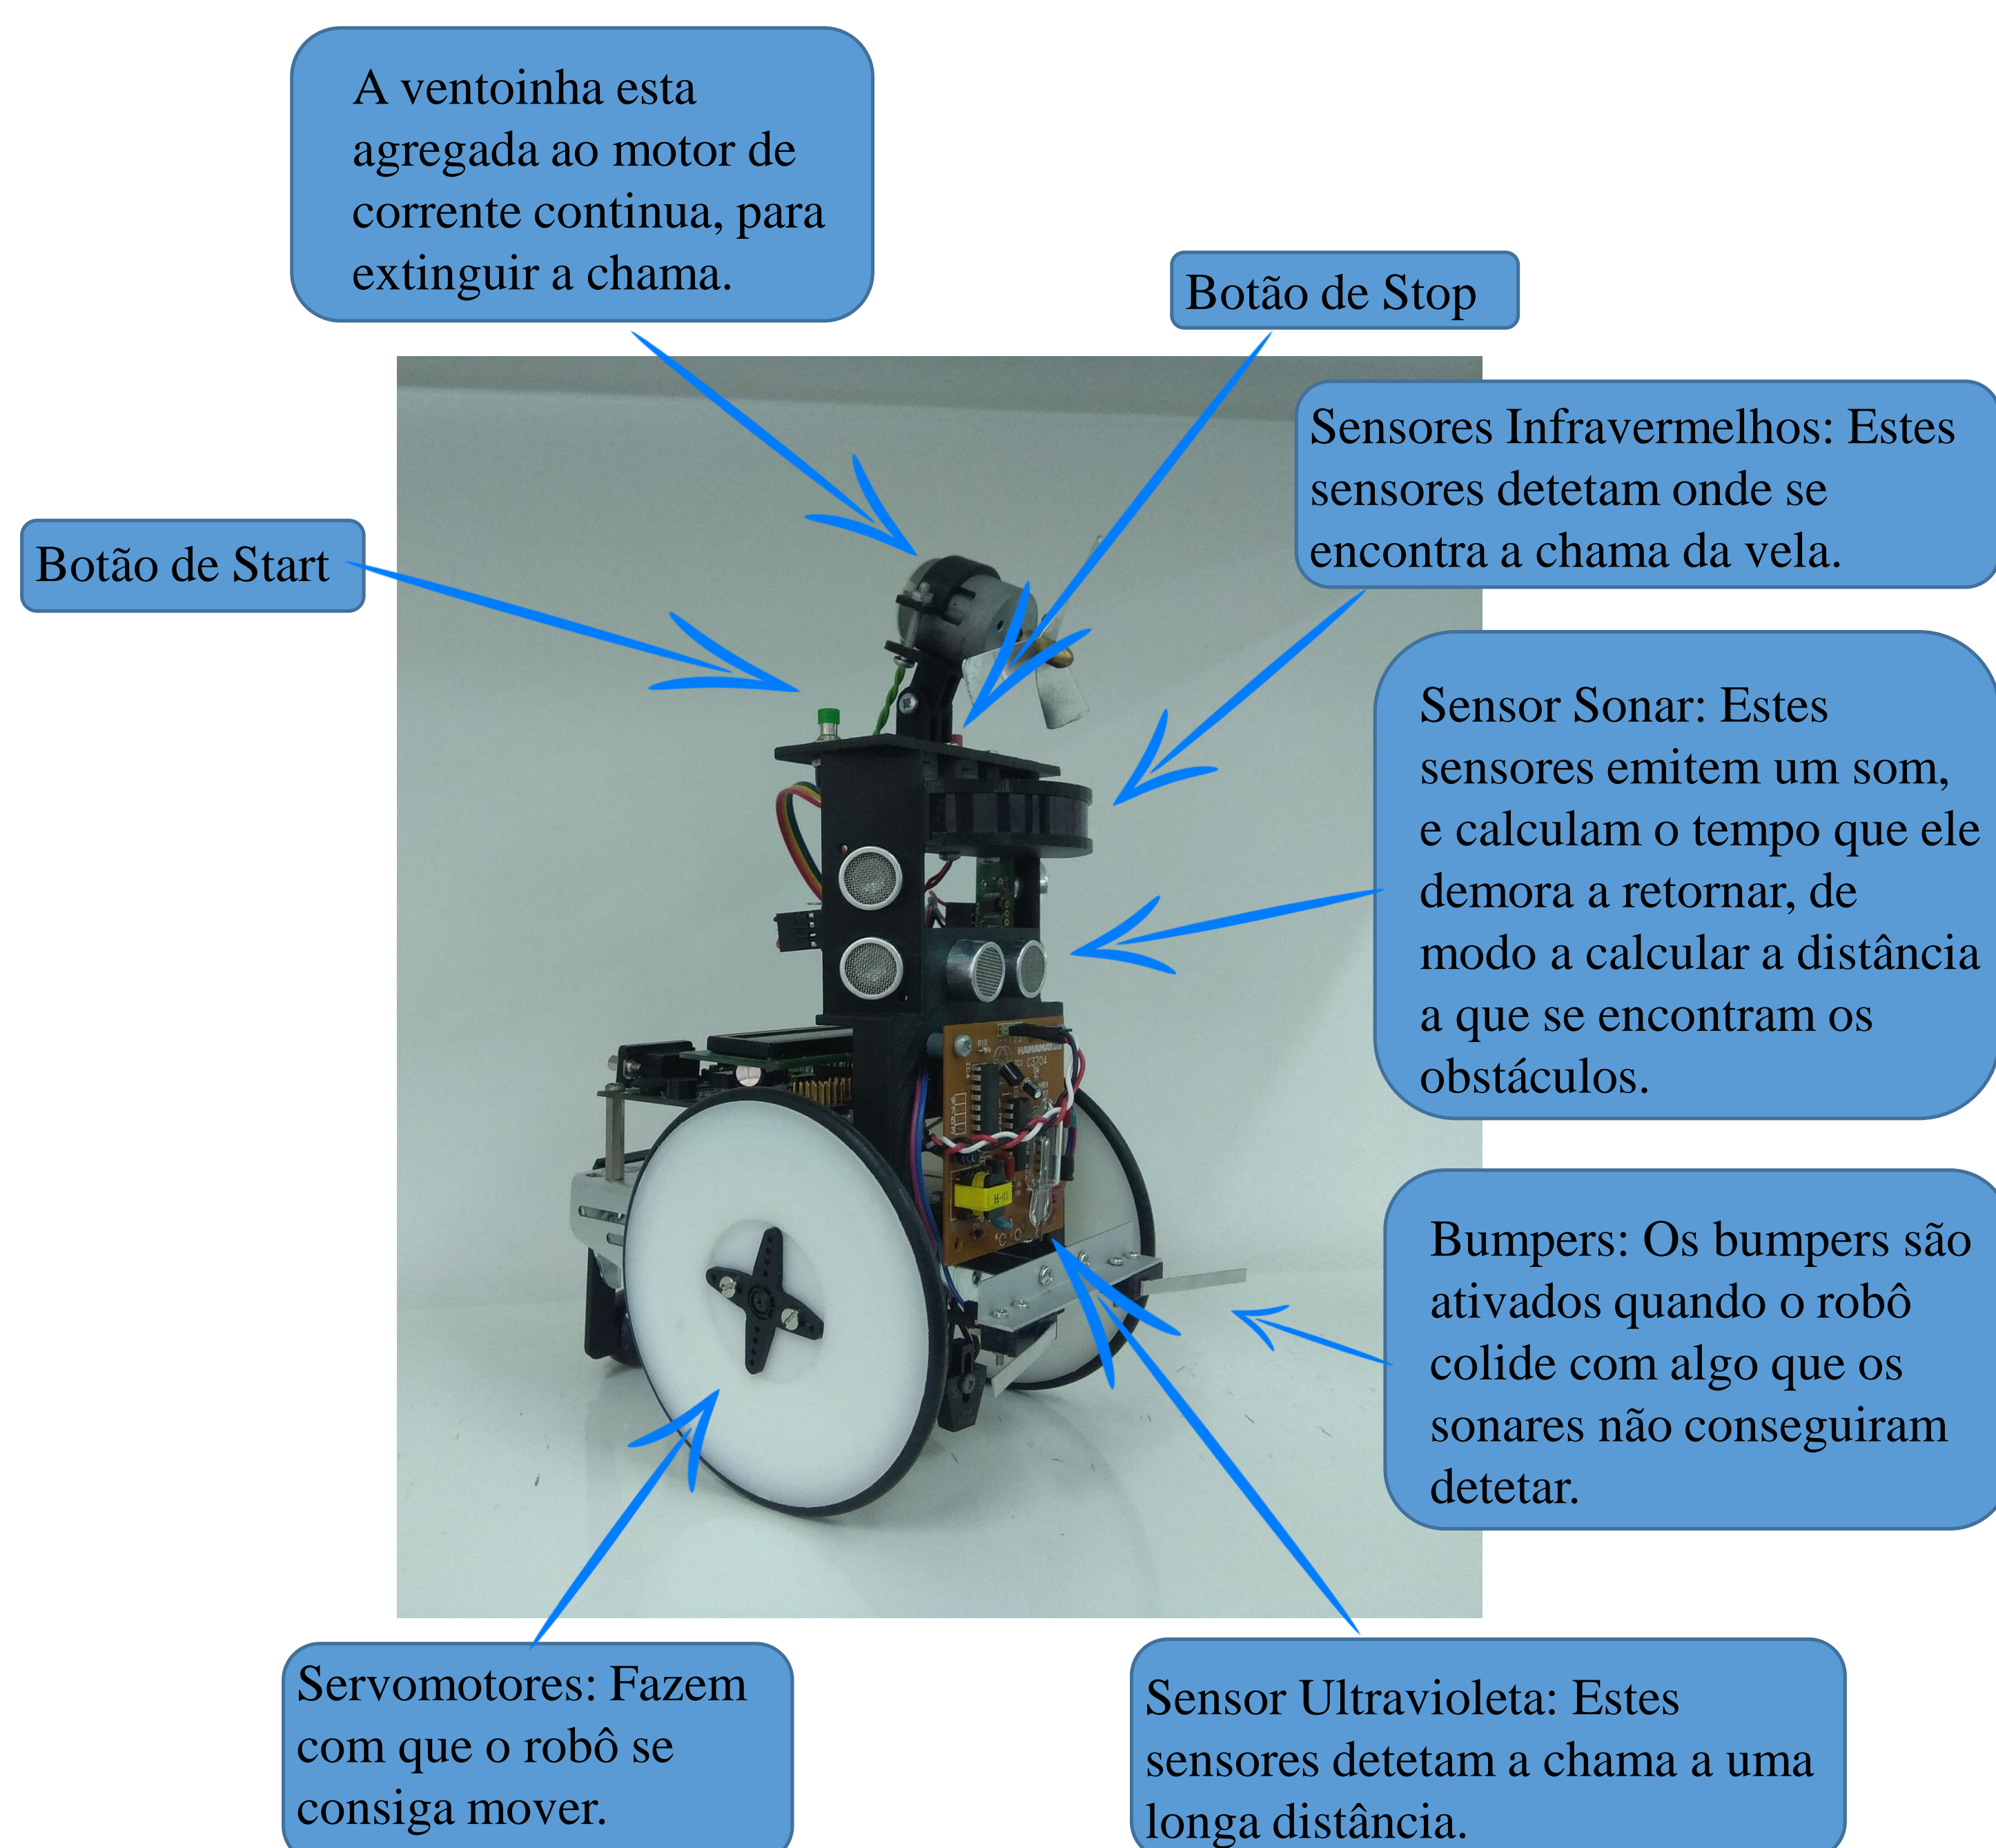 A ventoinha esta
agregada ao motor de
corrente continua, para
extinguir a chama.
Botão de Stop
Sensores Infravermelhos: Estes
sensores detetam onde se
encontra a chama da vela.
Botão de Start
Sensor Sonar: Estes
sensores emitem um som,
e calculam o tempo que ele
demora a retornar, de
modo a calcular a distância
a que se encontram os
obstáculos.
HAMAMATSU
C3704
R10
H-01
Bumpers: Os bumpers são
ativados quando o robô
colide com algo que os
sonares não conseguiram
detetar.
Servomotores: Fazem
com que o robô se
consiga mover.
Sensor Ultravioleta: Estes
sensores detetam a chama a uma
longa distância.